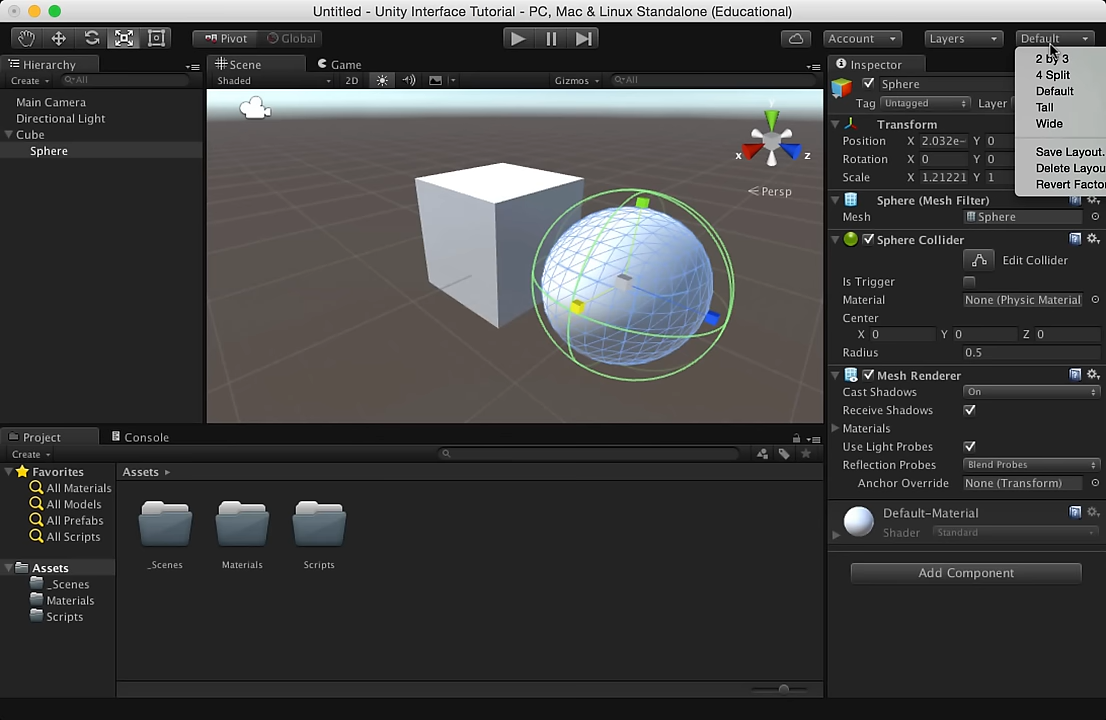 Untitled - Unity Interface Tutorial - PC, Mac & Linux Standalone (Educational)
Pivot Global Account Layers Default
Hierarchy
Create All
Main Camera
Directional Light
Cube
Sphere
Scene Game
Shaded 2D Gizmos All
y
x z
Persp
2 by 3
4 Split
Default
Tall
Wide
Save Layout.
Delete Layou
Revert Facto
Inspector
Sphere
Tag Untagged Layer
Transform
Position X 2.032e- Y 0
Rotation X 0 Y 0
Scale X 1.21221 Y 1
Sphere (Mesh Filter)
Mesh Sphere
Sphere Collider
Edit Collider
Is Trigger
Material None (Physic Material
Center
X 0 Y 0 Z 0
Radius 0.5
Mesh Renderer
Cast Shadows On
Receive Shadows
Materials
Use Light Probes
Reflection Probes Blend Probes
Anchor Override None (Transform)
Default-Material
Shader Standard
Add Component
Project Console
Create
Favorites
All Materials
All Models
All Prefabs
All Scripts
Assets
_Scenes
Materials
Scripts
Assets
_Scenes Materials Scripts